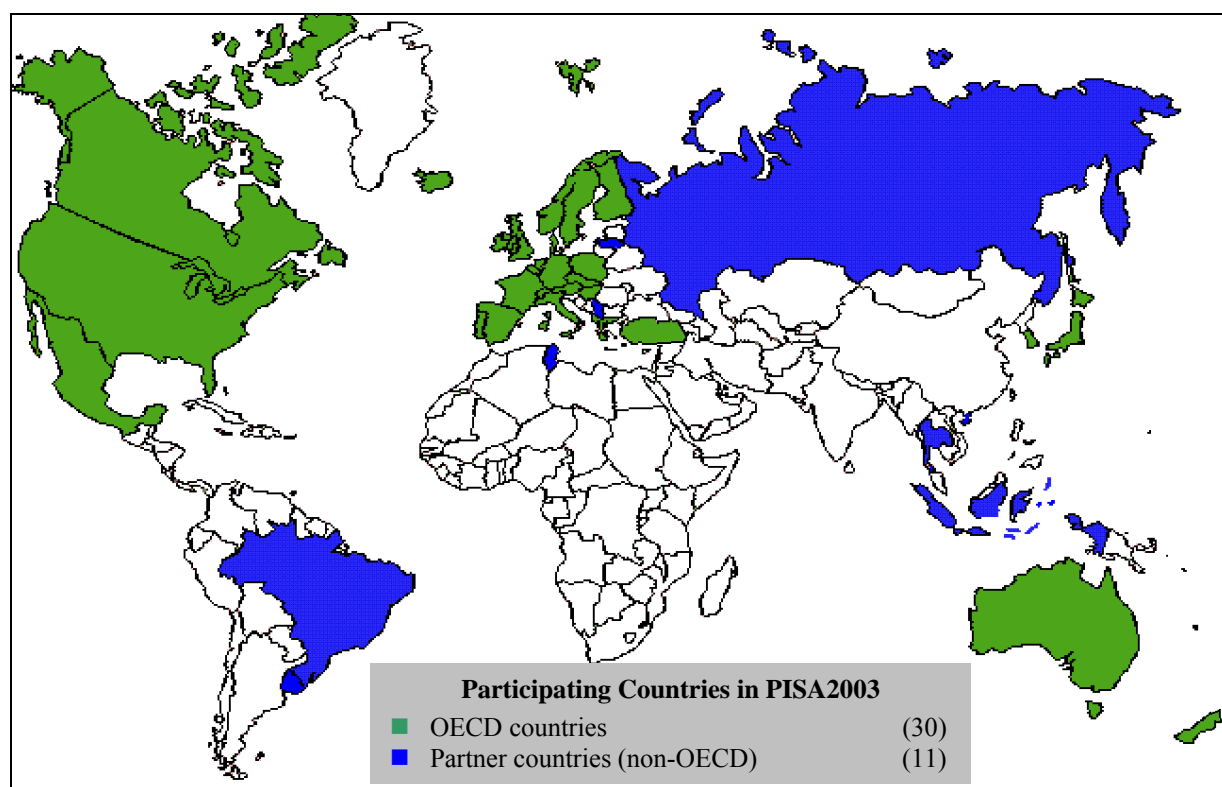 Participating Countries in PISA2003
OECD countries (30)
Partner countries (non-OECD) (11)